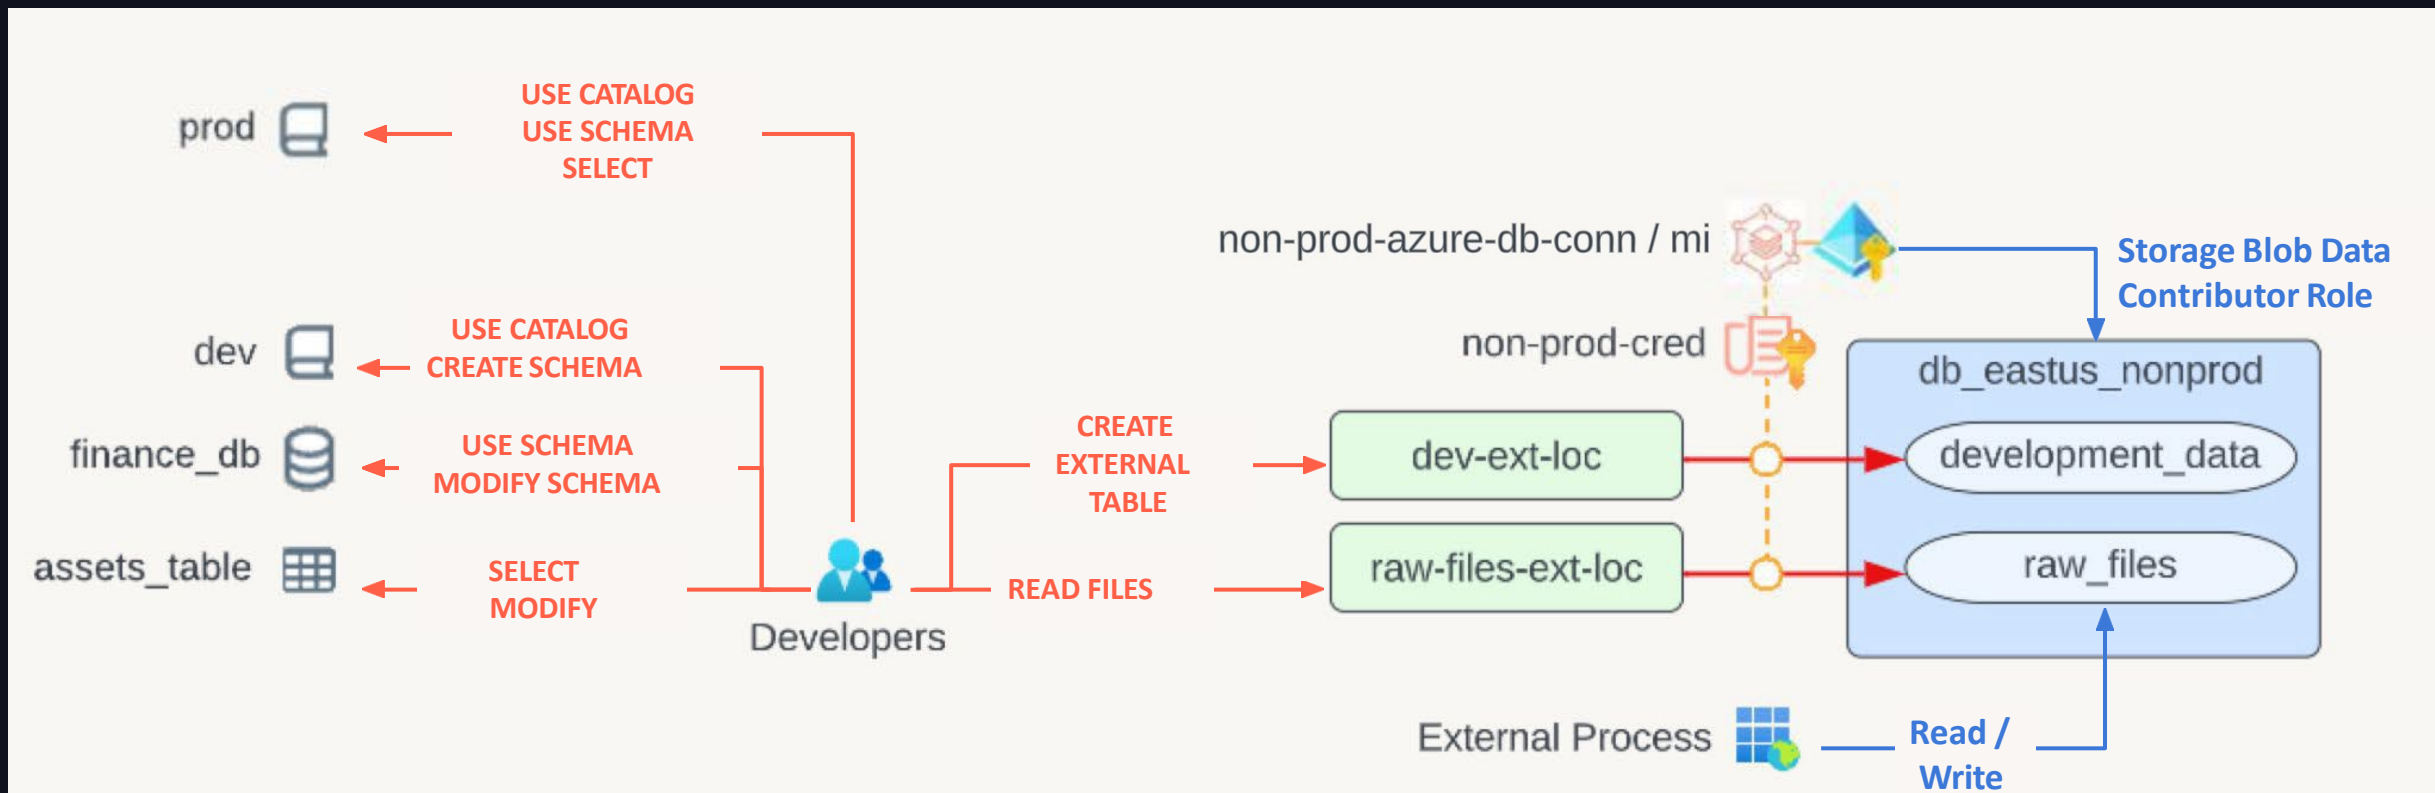 prod
USE CATALOG
USE SCHEMA
SELECT
dev
USE CATALOG
CREATE SCHEMA
finance_db
USE SCHEMA
MODIFY SCHEMA
assets_table
SELECT
MODIFY
Developers
CREATE
EXTERNAL
TABLE
READ FILES
non-prod-azure-db-conn / mi
non-prod-cred
dev-ext-loc
raw-files-ext-loc
Storage Blob Data
Contributor Role
db_eastus_nonprod
development_data
raw_files
External Process
Read /
Write